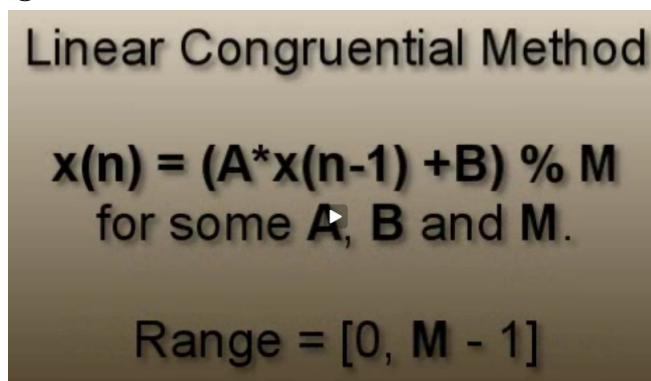 Linear Congruential Method
x(n) = (A*x(n-1) +B) % M
for some A, B and M.
Range = [0, M - 1]